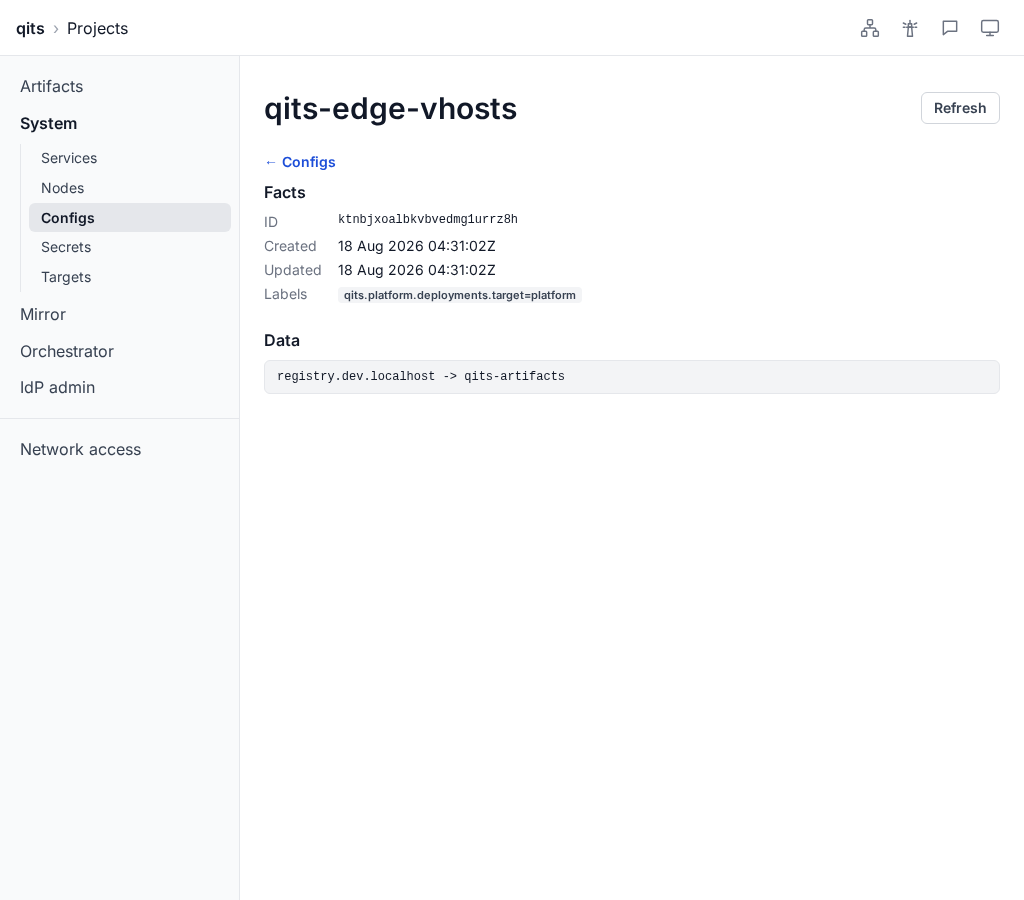 qits › Projects
Artifacts
System
Services
Nodes
Configs
Secrets
Targets
Mirror
Orchestrator
IdP admin
Network access
qits-edge-vhosts
Refresh
← Configs
Facts
ID ktnbjxoalbkvbvedmg1urrz8h
Created 18 Aug 2026 04:31:02Z
Updated 18 Aug 2026 04:31:02Z
Labels qits.platform.deployments.target=platform
Data
registry.dev.localhost -> qits-artifacts